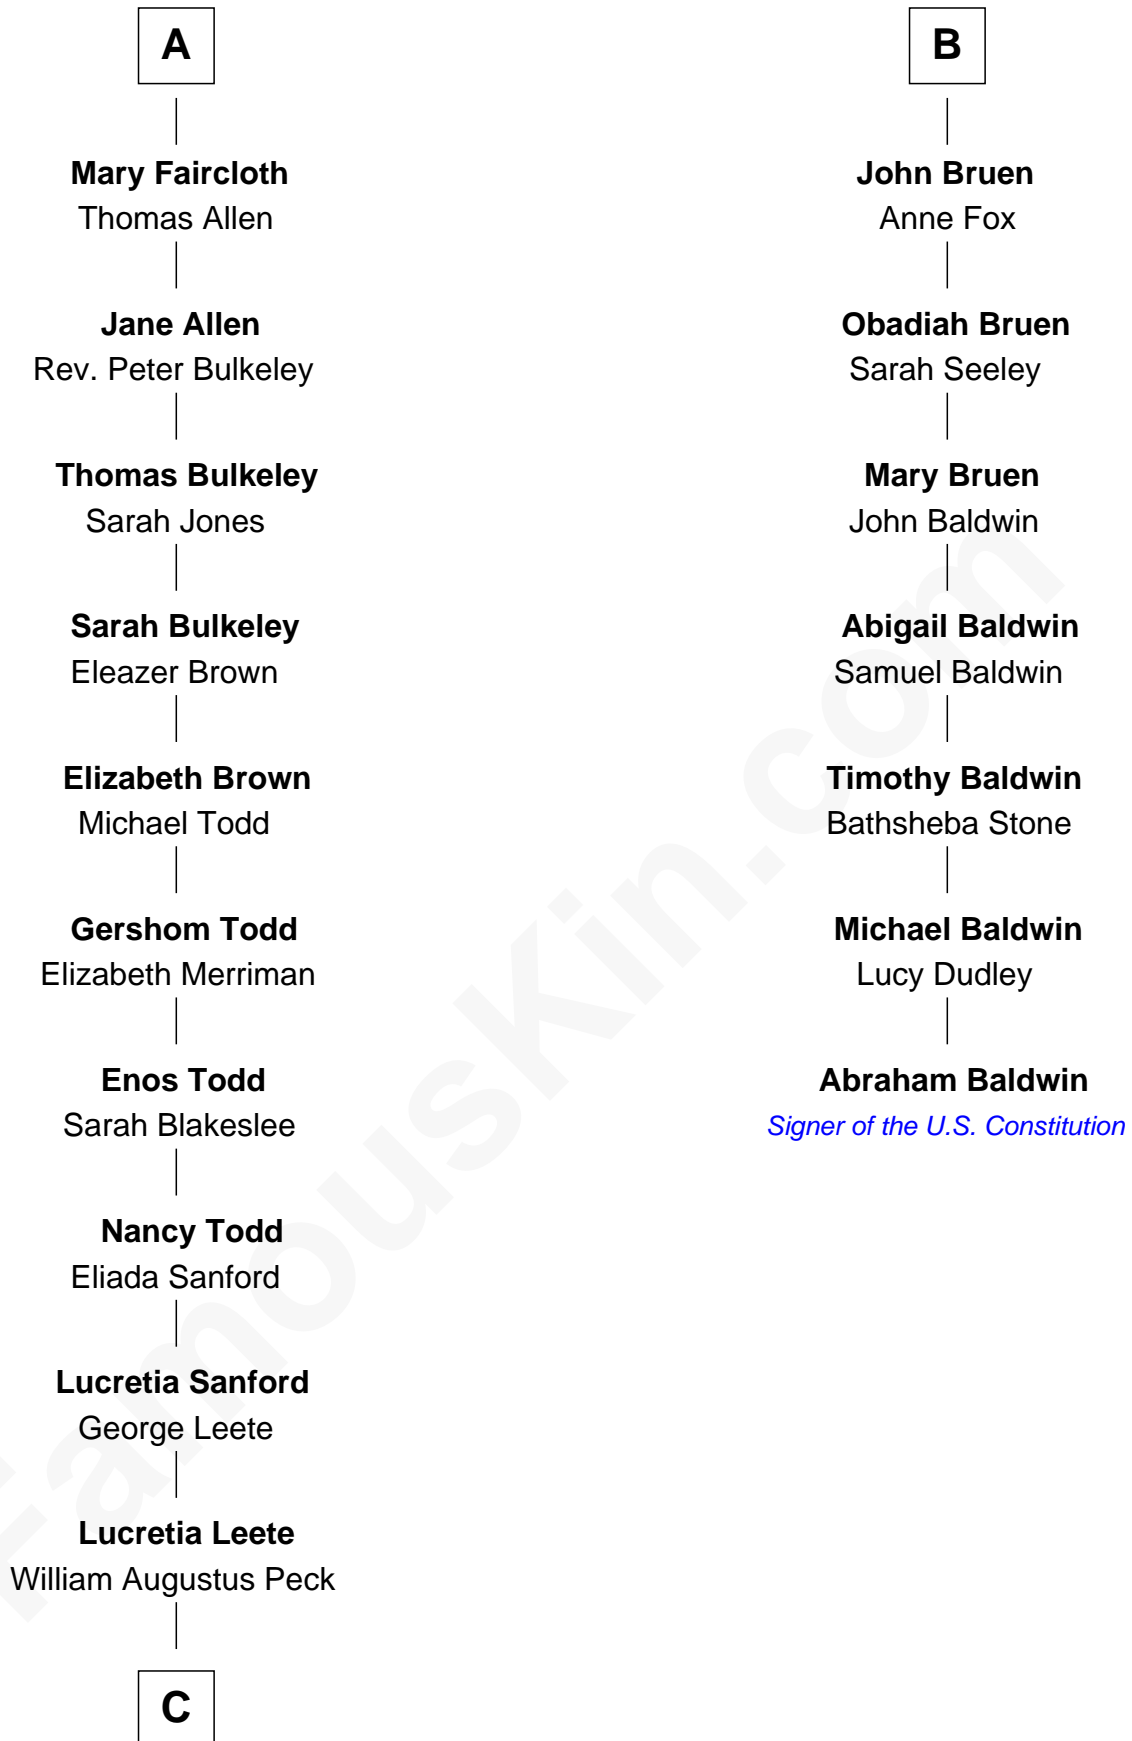 A
Mary Faircloth
Thomas Allen
Jane Allen
Rev. Peter Bulkeley
Thomas Bulkeley
Sarah Jones
Sarah Bulkeley
Eleazer Brown
Elizabeth Brown
Michael Todd
Gershom Todd
Elizabeth Merriman
Enos Todd
Sarah Blakeslee
Nancy Todd
Eliada Sanford
Lucretia Sanford
George Leete
Lucretia Leete
William Augustus Peck
C
B
John Bruen
Anne Fox
Obadiah Bruen
Sarah Seeley
Mary Bruen
John Baldwin
Abigail Baldwin
Samuel Baldwin
Timothy Baldwin
Bathsheba Stone
Michael Baldwin
Lucy Dudley
Abraham Baldwin
Signer of the U.S. Constitution
FamousKin.com